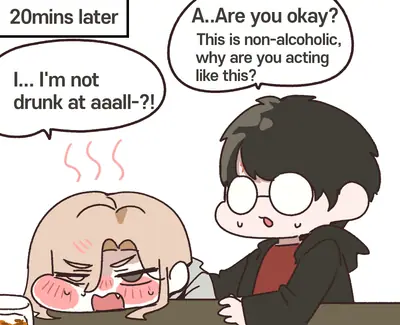 20mins later
A..Are you okay?
This is non-alcoholic,
why are you acting
like this?
I... I'm not
drunk at aaall-?!